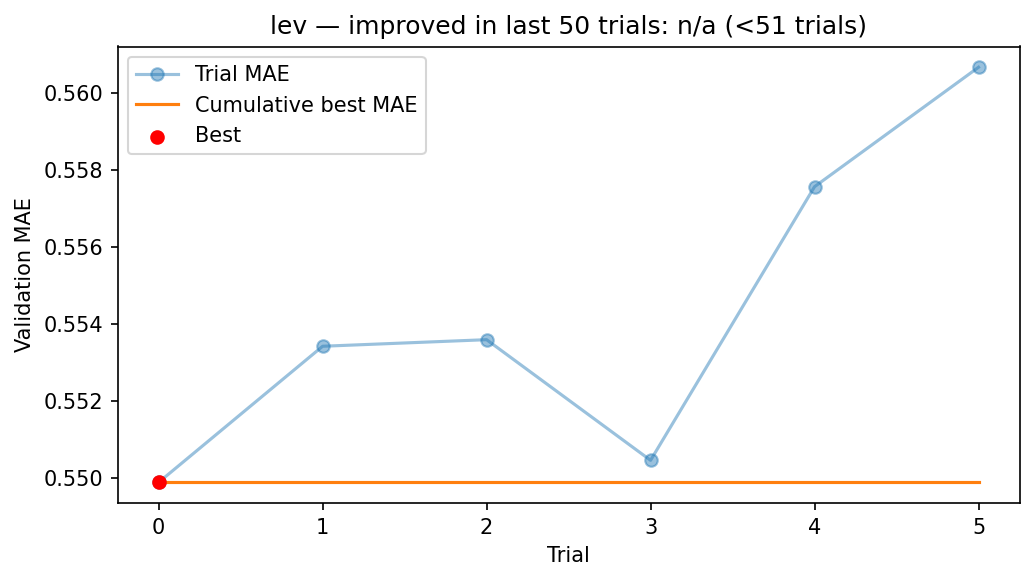 lev — improved in last 50 trials: n/a (<51 trials)
Trial MAE
Cumulative best MAE
Best
Validation MAE
0.560
0.558
0.556
0.554
0.552
0.550
0 1 2 3 4 5
Trial